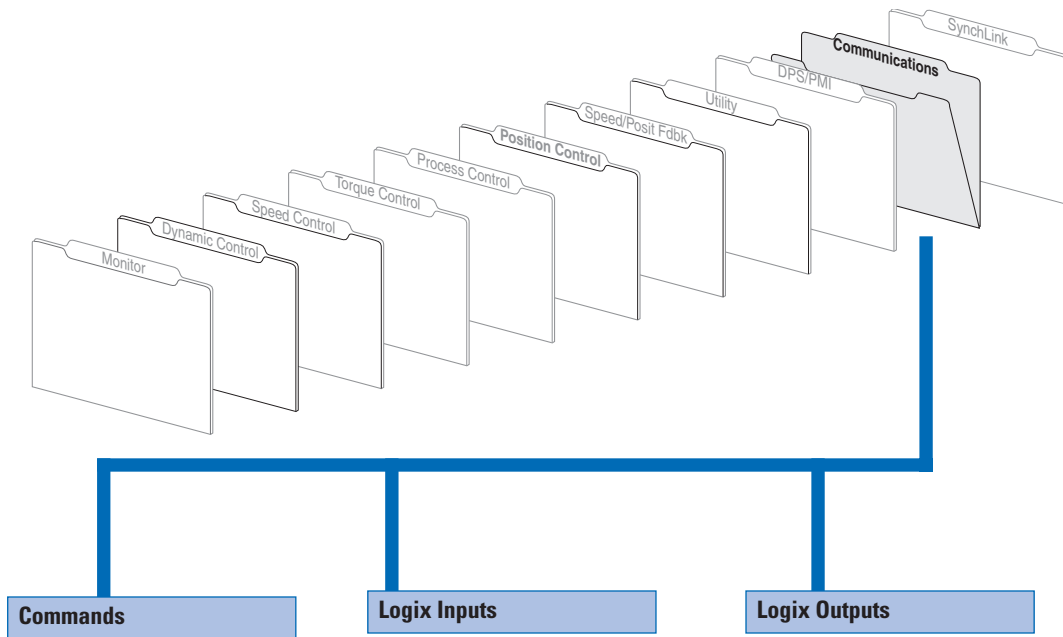 SynchLink
Communications
DPS/PMI
Utility
Speed/Posit Fdbk
Position Control
Process Control
Torque Control
Speed Control
Dynamic Control
Monitor
Commands
Logix Inputs
Logix Outputs